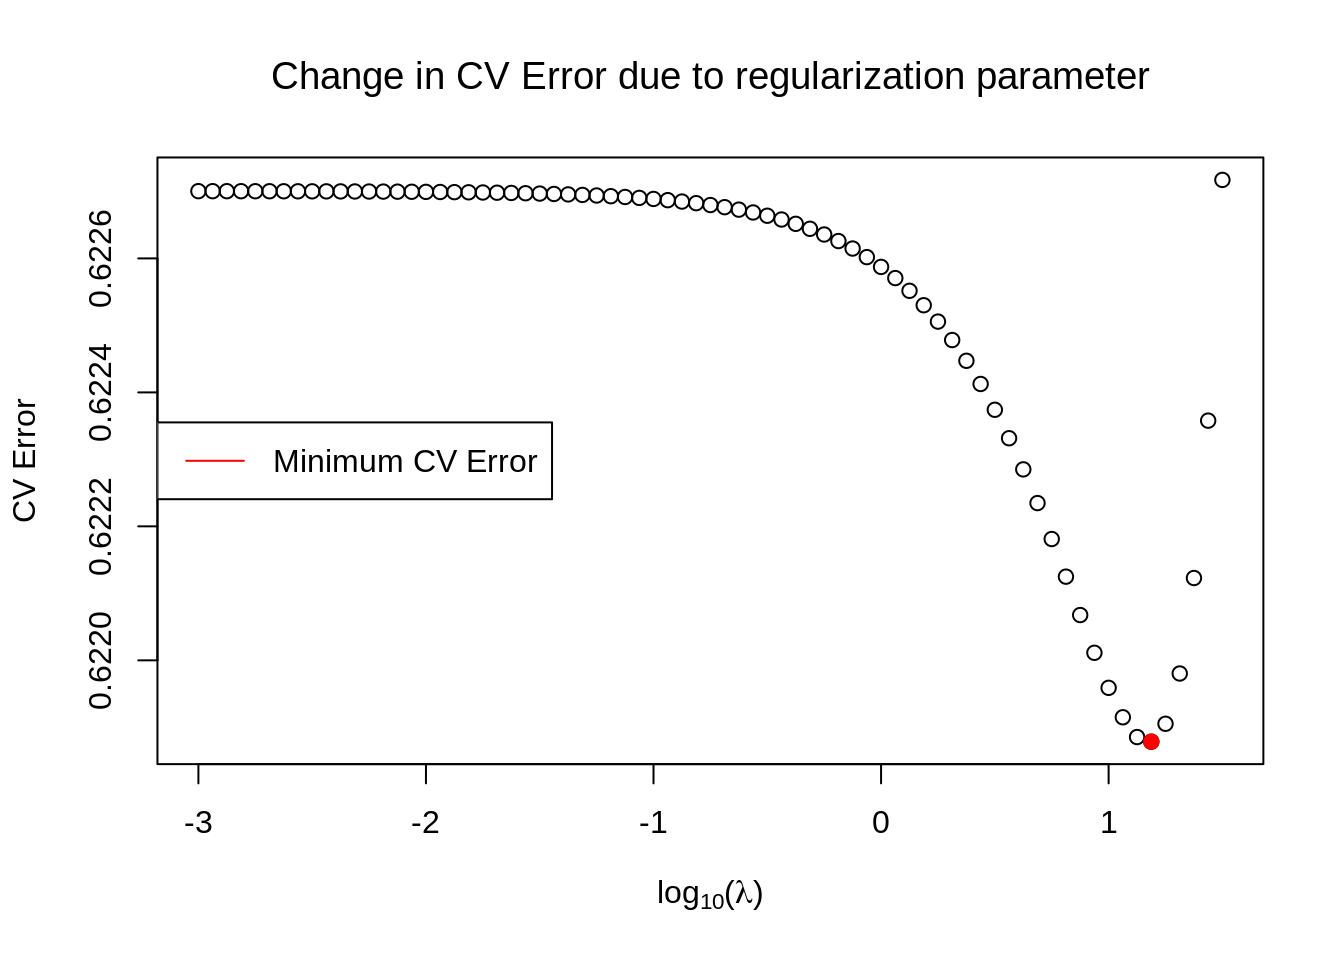 Change in CV Error due to regularization parameter
CV Error
0.6226
0.6224
0.6222
0.6220
Minimum CV Error
-3
-2
-1
0
1
log₁₀(λ)